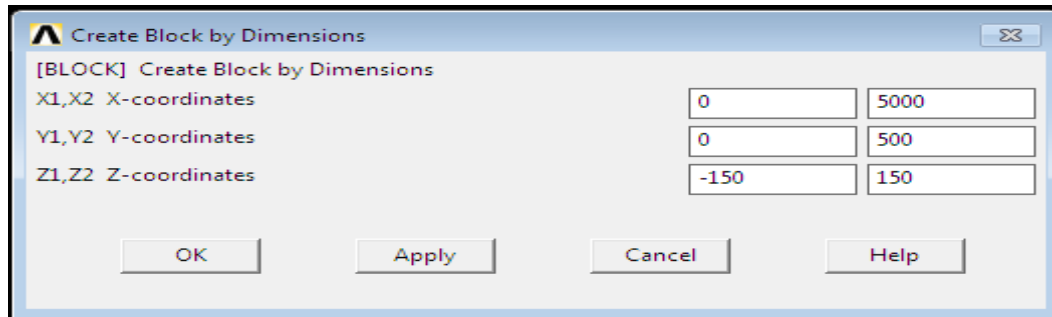 Create Block by Dimensions
[BLOCK] Create Block by Dimensions
X1,X2 X-coordinates 0 5000
Y1,Y2 Y-coordinates 0 500
Z1,Z2 Z-coordinates -150 150
OK Apply Cancel Help